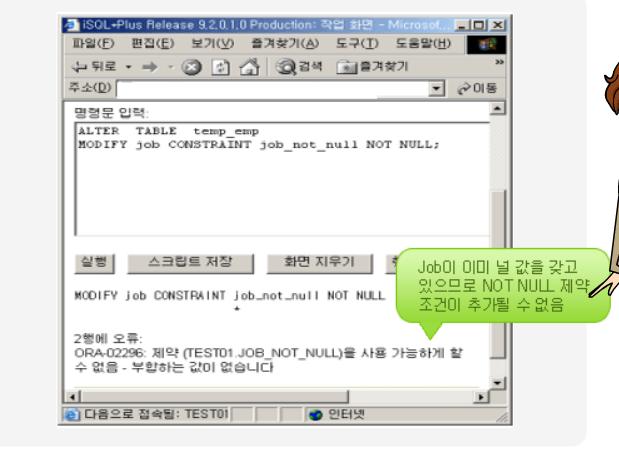 iSQL*Plus Release 9.2.0.1.0 Production: 작업 화면 - Microsof...
파일(F) 편집(E) 보기(V) 즐겨찾기(A) 도구(T) 도움말(H)
뒤로 검색 즐겨찾기 »
주소(D) 이동
명령문 입력:
ALTER TABLE temp_emp
MODIFY job CONSTRAINT job_not_null NOT NULL;
실행 스크립트 저장 화면 지우기
Job이 이미 널 값을 갖고
있으므로 NOT NULL 제약
조건이 추가될 수 없음
MODIFY job CONSTRAINT job_not_null NOT NULL
*
2행에 오류:
ORA-02296: 제약 (TEST01.JOB_NOT_NULL)를 사용 가능하게 할
수 없음 - 부합하는 값이 없습니다
다음으로 접속됨: TEST01 인터넷